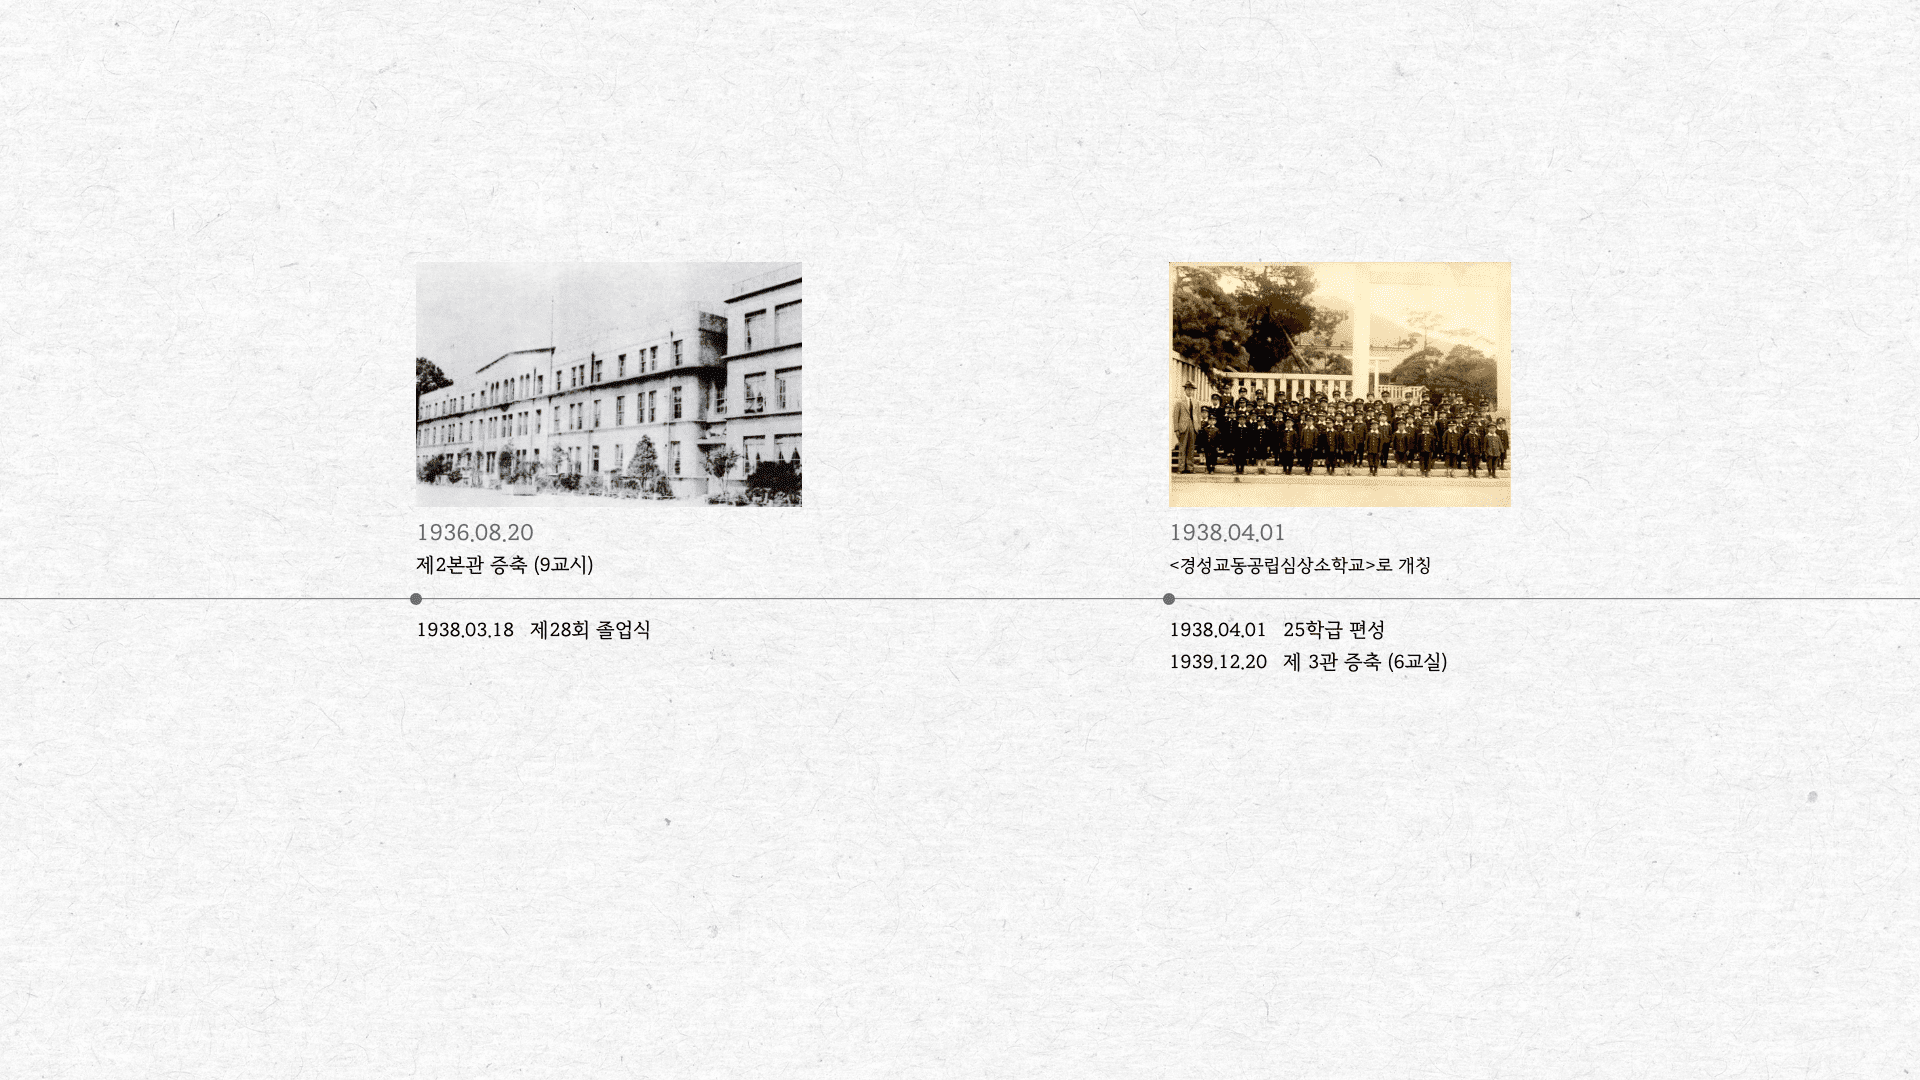 1936.08.20
제2본관 증축 (9교시)
1938.03.18 제28회 졸업식
1938.04.01
<경성교동공립심상소학교>로 개칭
1938.04.01 25학급 편성
1939.12.20 제 3관 증축 (6교실)